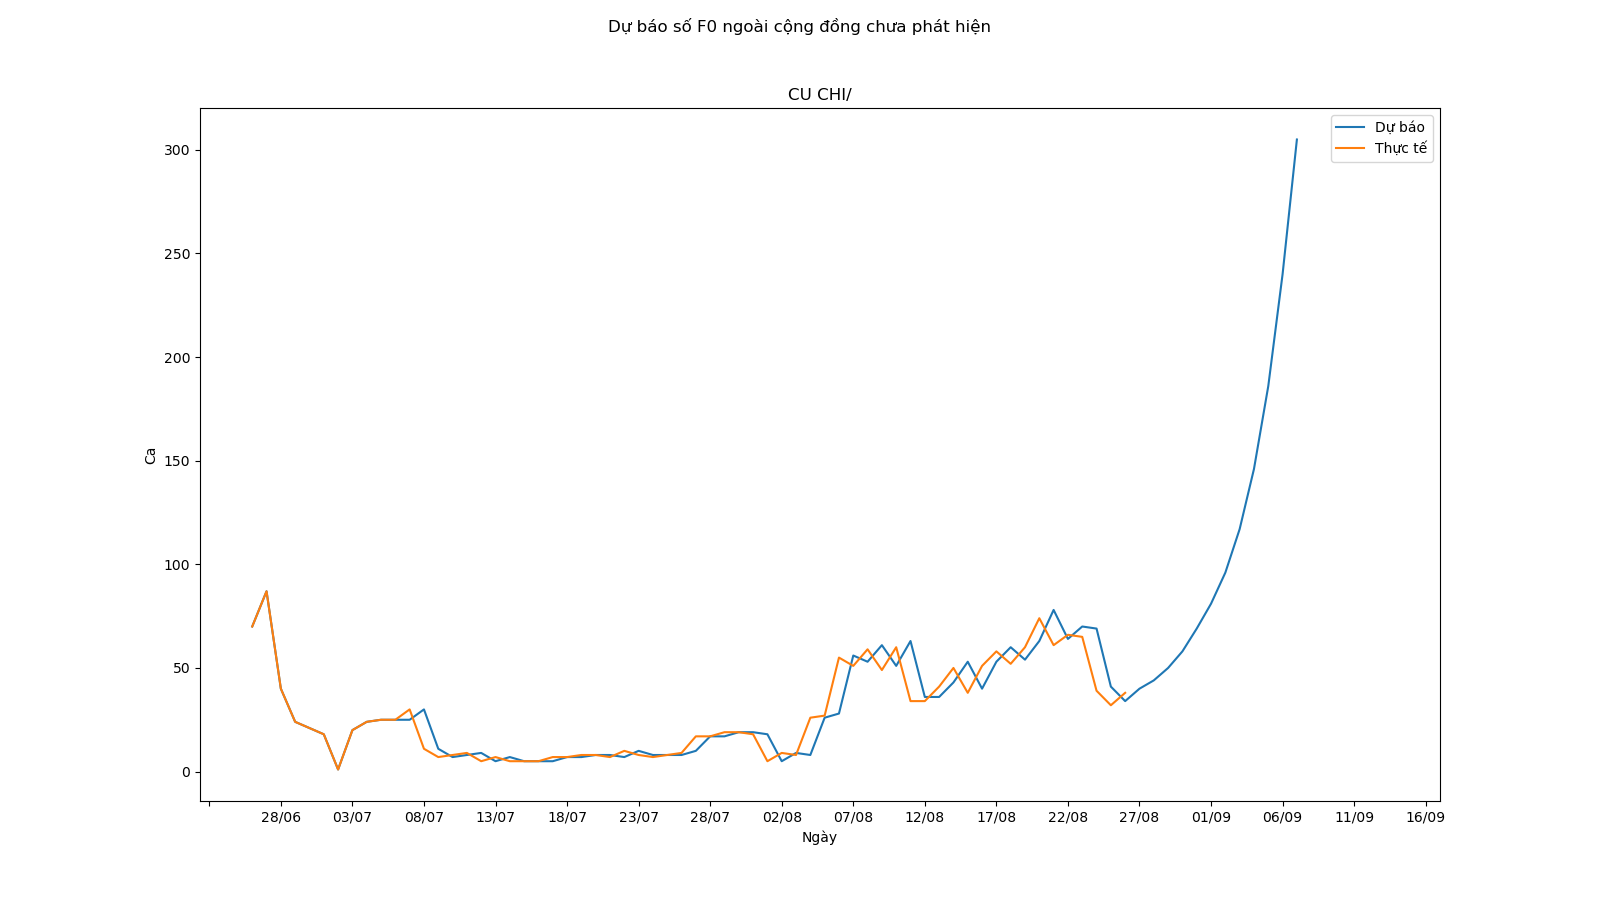 Dự báo số F0 ngoài cộng đồng chưa phát hiện
CU CHI/
Dự báo
Thực tế
300
250
200
150
100
50
0
Ca
28/06 03/07 08/07 13/07 18/07 23/07 28/07 02/08 07/08 12/08 17/08 22/08 27/08 01/09 06/09 11/09 16/09
Ngày